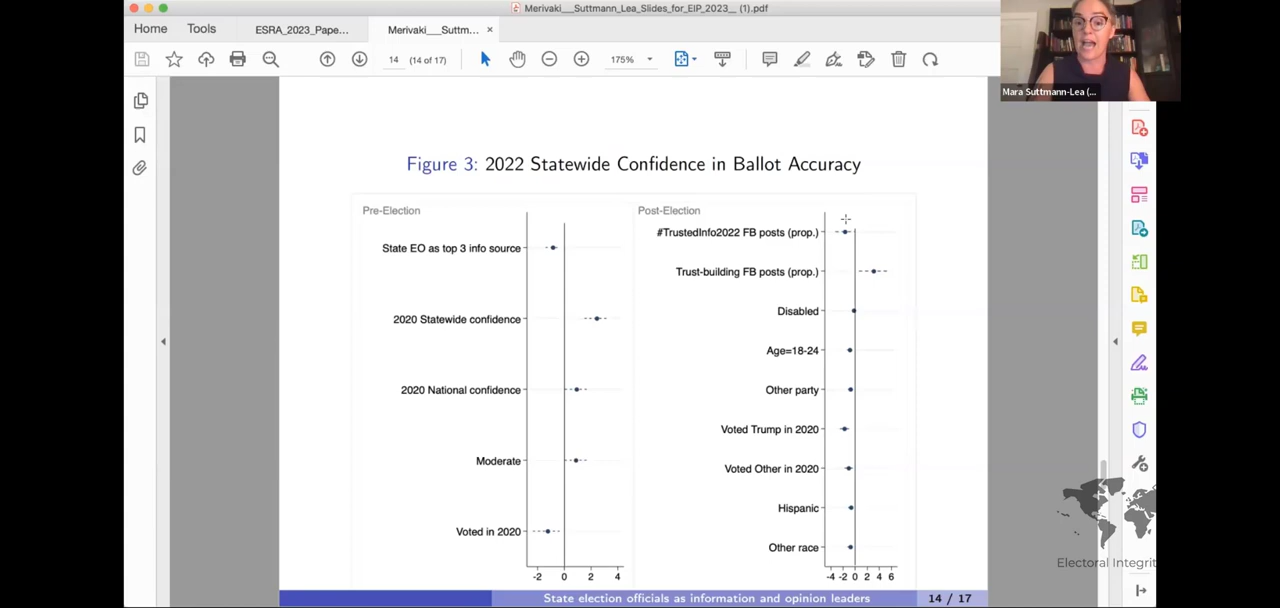 Merivaki___Suttmann_Lea_Slides_for_EIP_2023__ (1).pdf
Home
Tools
ESRA_2023_Pape...
Merivaki___Suttm... ×
14 (14 of 17)
175%
Mara Suttmann-Lea (...
Figure 3: 2022 Statewide Confidence in Ballot Accuracy
Pre-Election
State EO as top 3 info source
2020 Statewide confidence
2020 National confidence
Moderate
Voted in 2020
-2 0 2 4
Post-Election
#TrustedInfo2022 FB posts (prop.)
Trust-building FB posts (prop.)
Disabled
Age=18-24
Other party
Voted Trump in 2020
Voted Other in 2020
Hispanic
Other race
-4 -2 0 2 4 6
State election officials as information and opinion leaders
14 / 17
Electoral Integrit